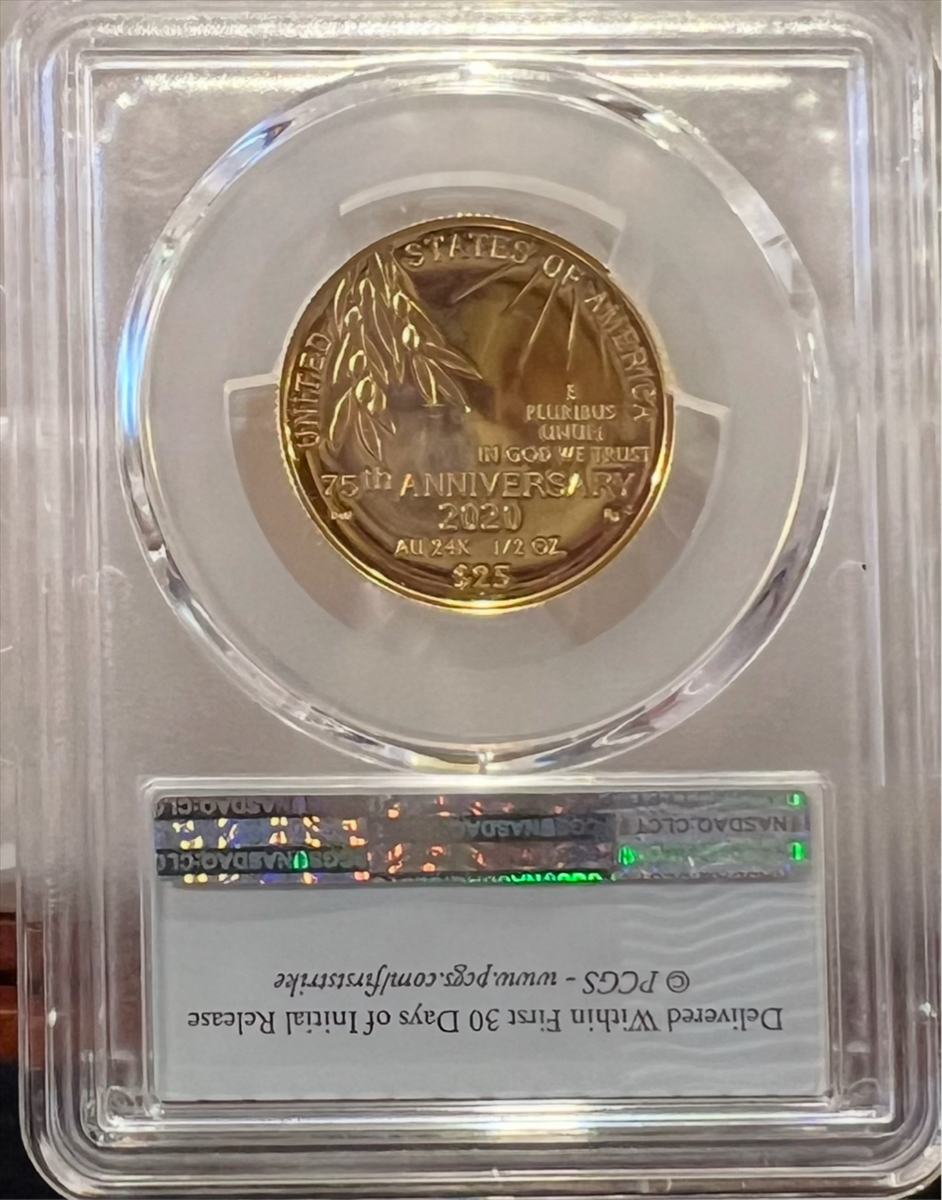 UNITED STATES OF AMERICA
E
PLURIBUS
UNUM
IN GOD WE TRUST
75th ANNIVERSARY
2020
AU 24K 1/2 OZ
$25
NASDAQ:CLCT
Delivered Within First 30 Days of Initial Release
© PCGS - www.pcgs.com/firststrike